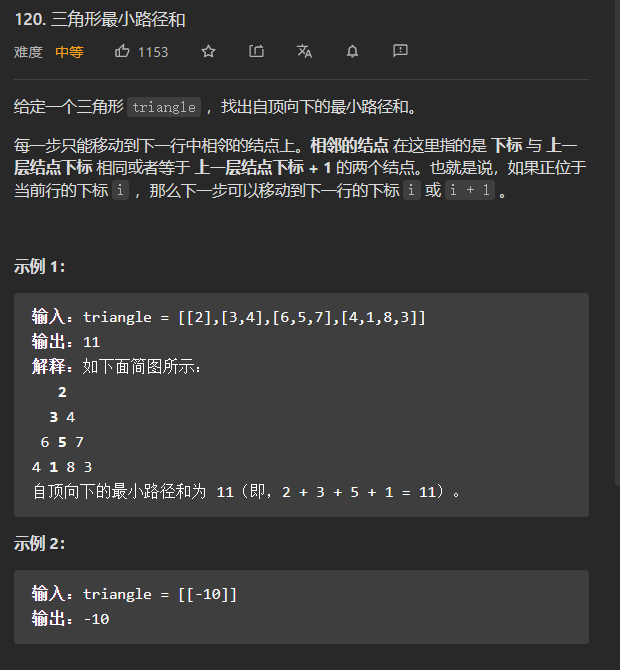 120. 三角形最小路径和
难度 中等 1153
给定一个三角形 triangle ，找出自顶向下的最小路径和。
每一步只能移动到下一行中相邻的结点上。相邻的结点 在这里指的是 下标 与 上一
层结点下标 相同或者等于 上一层结点下标 + 1 的两个结点。也就是说，如果正位于
当前行的下标 i ，那么下一步可以移动到下一行的下标 i 或 i + 1 。
示例 1：
输入：triangle = [[2],[3,4],[6,5,7],[4,1,8,3]]
输出：11
解释：如下面简图所示：
2
3 4
6 5 7
4 1 8 3
自顶向下的最小路径和为 11（即，2 + 3 + 5 + 1 = 11）。
示例 2：
输入：triangle = [[-10]]
输出：-10